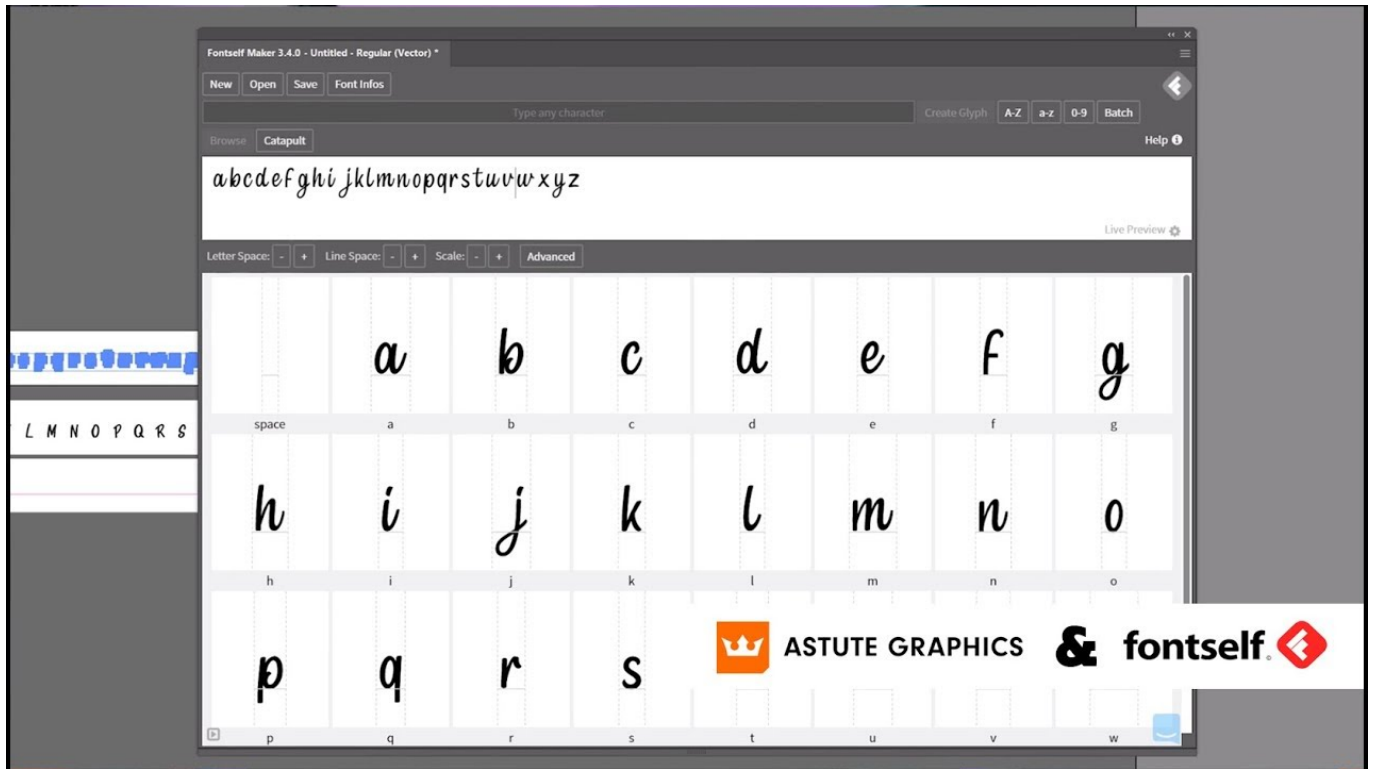 Fontself Maker 3.4.0 - Untitled - Regular (Vector) *
New Open Save Font Infos
Type any character Create Glyph A-Z a-z 0-9 Batch
Browse Catapult Help
abcdefghijklmnopqrstuvwxyz
Live Preview
Letter Space: - + Line Space: - + Scale: - + Advanced
a b c d e f g
space a b c d e f g
L M N O P Q R S
h i j k l m n o
h i j k l m n o
p q r s
ASTUTE GRAPHICS & fontself
p q r s t u v w